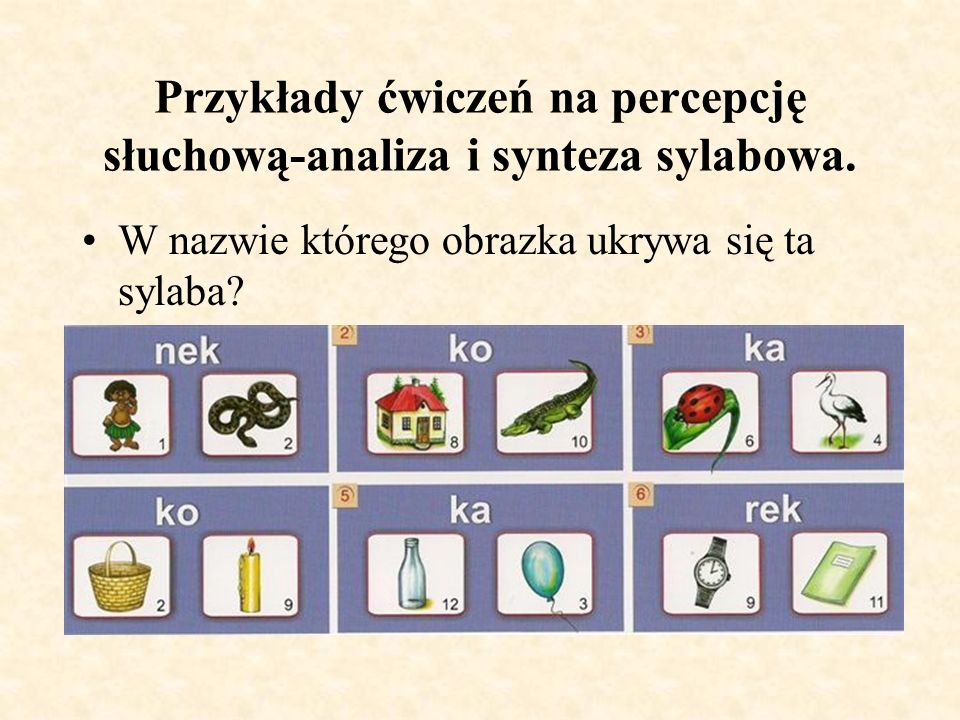 Przykłady ćwiczeń na percepcję
słuchową-analiza i synteza sylabowa.
• W nazwie którego obrazka ukrywa się ta
sylaba?
nek
1
2
2)
ko
8
10
3)
ka
6
4
ko
2
9
5)
ka
12
3
6)
rek
9
11